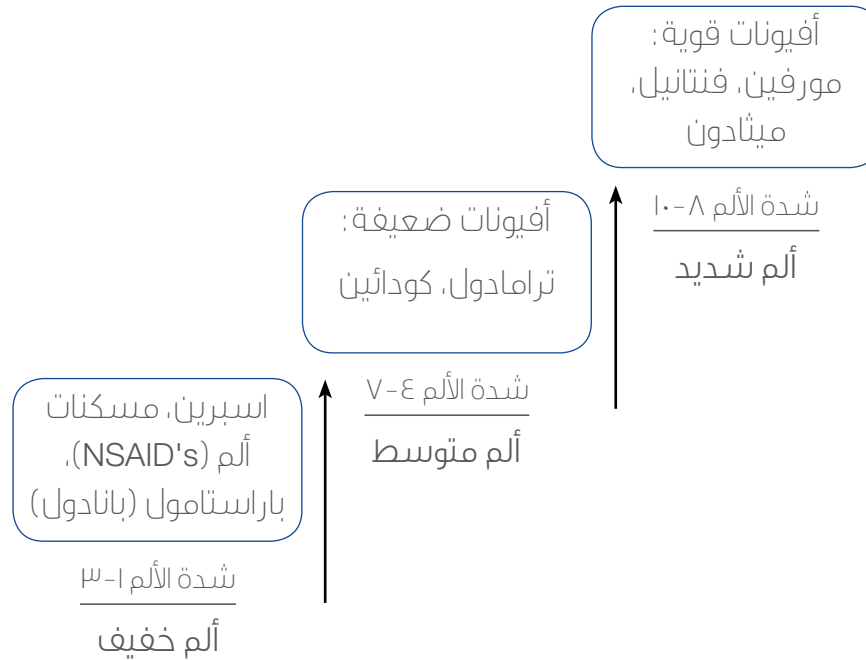 أفيونات قوية:
مورفين، فنتانيل،
ميثادون
شدة الألم ٨-١٠
ألم شديد
أفيونات ضعيفة:
ترامادول، كودائين
شدة الألم ٤-٧
ألم متوسط
اسبرين، مسكنات
ألم (NSAID's)،
باراستامول (بانادول)
شدة الألم ١-٣
ألم خفيف